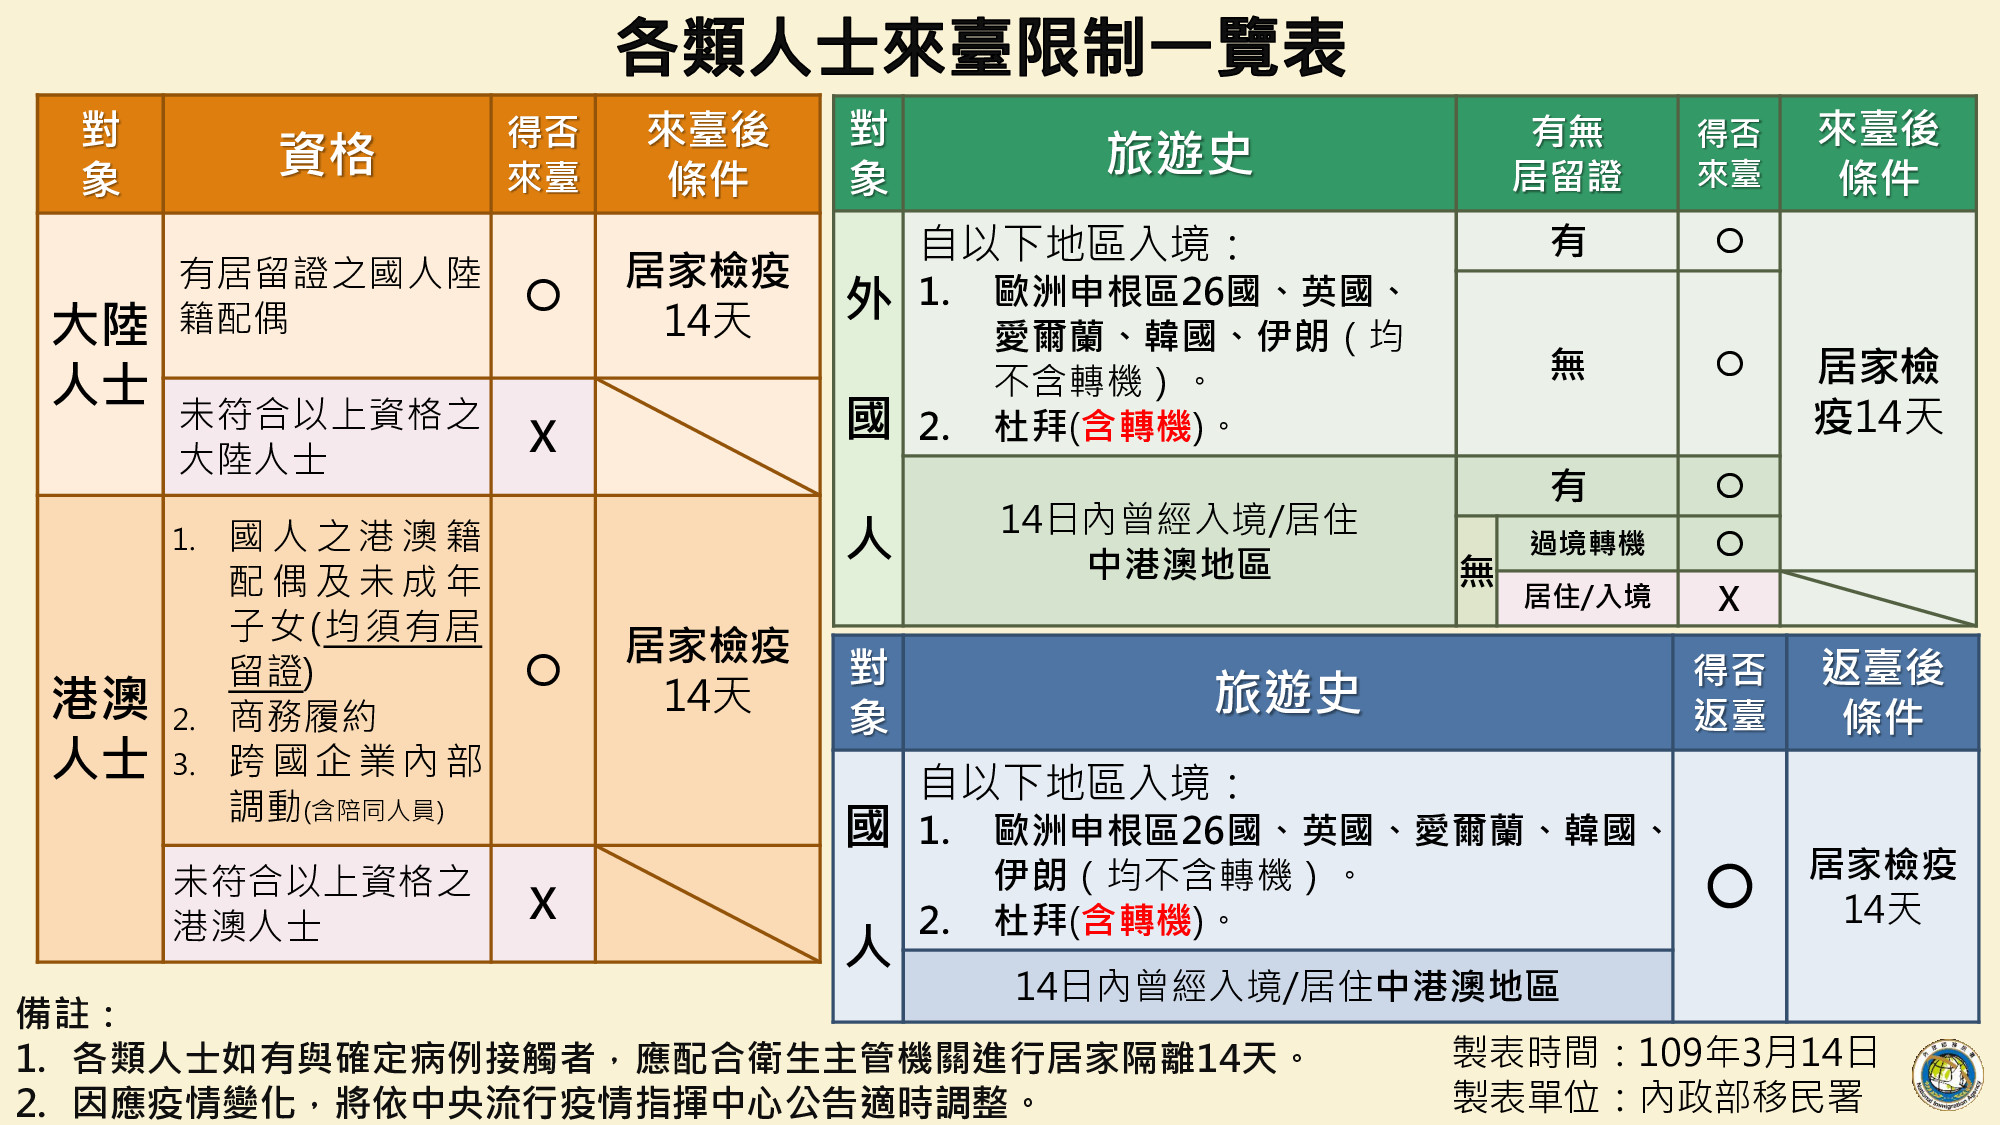 各類人士來臺限制一覽表
對象
資格
得否
來臺
來臺後
條件
大陸
人士
有居留證之國人陸
籍配偶
○
居家檢疫
14天
未符合以上資格之
大陸人士
X
港澳
人士
1. 國人之港澳籍
配偶及未成年
子女(均須有居
留證)
2. 商務履約
3. 跨國企業內部
調動(含陪同人員)
○
居家檢疫
14天
未符合以上資格之
港澳人士
X
對象
旅遊史
有無
居留證
得否
來臺
來臺後
條件
外國人
自以下地區入境：
1. 歐洲申根區26國、英國、
愛爾蘭、韓國、伊朗（均
不含轉機）。
2. 杜拜(含轉機)。
有
○
無
○
居家檢
疫14天
14日內曾經入境/居住
中港澳地區
有
○
無
過境轉機
○
居住/入境
X
對象
旅遊史
得否
返臺
返臺後
條件
國人
自以下地區入境：
1. 歐洲申根區26國、英國、愛爾蘭、韓國、
伊朗（均不含轉機）。
2. 杜拜(含轉機)。
○
居家檢疫
14天
14日內曾經入境/居住中港澳地區
備註：
1. 各類人士如有與確定病例接觸者，應配合衛生主管機關進行居家隔離14天。
2. 因應疫情變化，將依中央流行疫情指揮中心公告適時調整。
製表時間：109年3月14日
製表單位：內政部移民署
National Immigration Agency